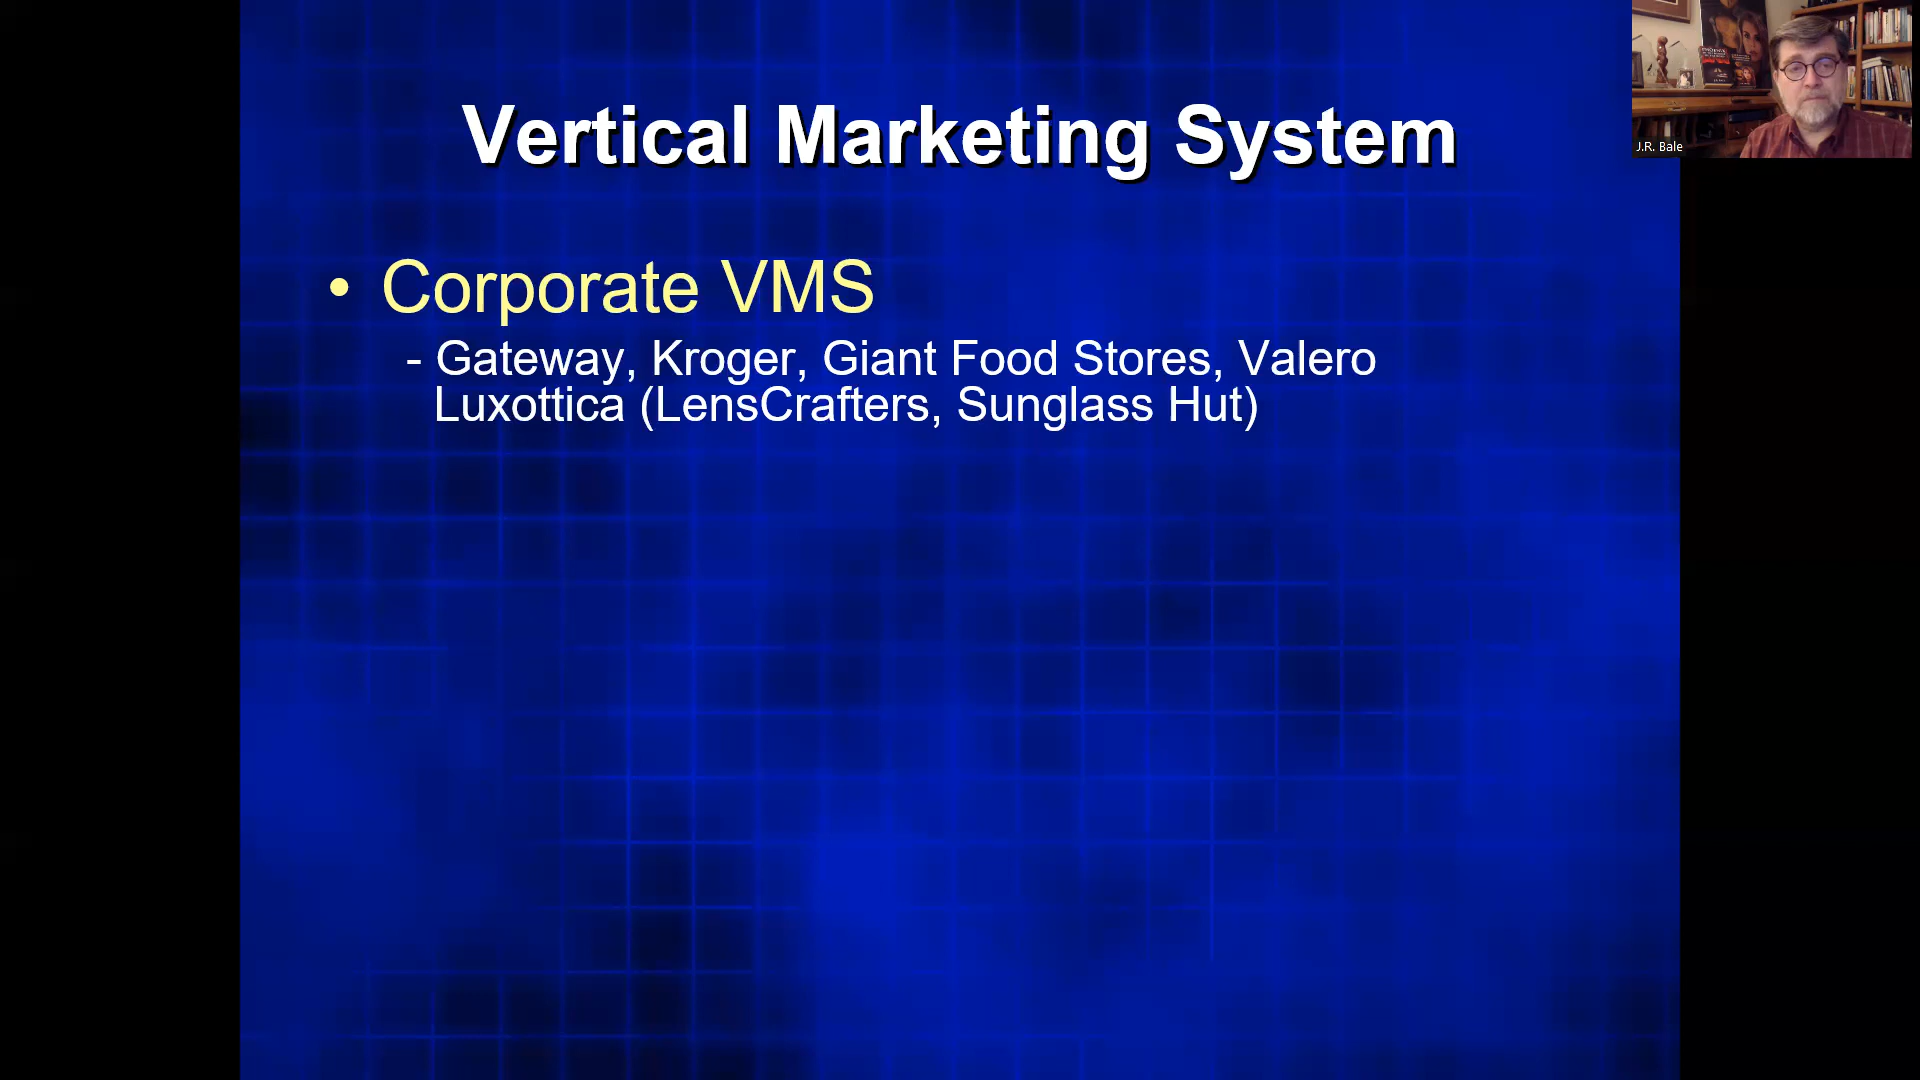 Vertical Marketing System
• Corporate VMS
- Gateway, Kroger, Giant Food Stores, Valero
Luxottica (LensCrafters, Sunglass Hut)
J.R. Bale